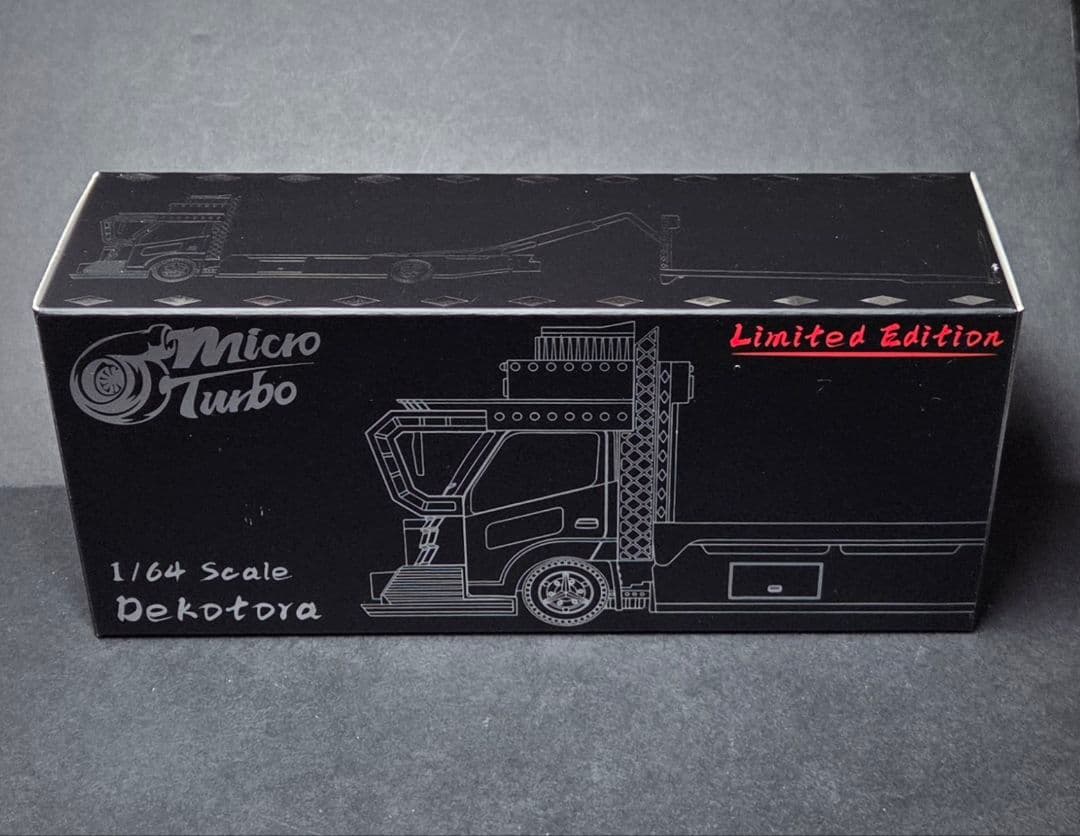 Micro
Turbo
Limited Edition
1/64 Scale
Dekotora